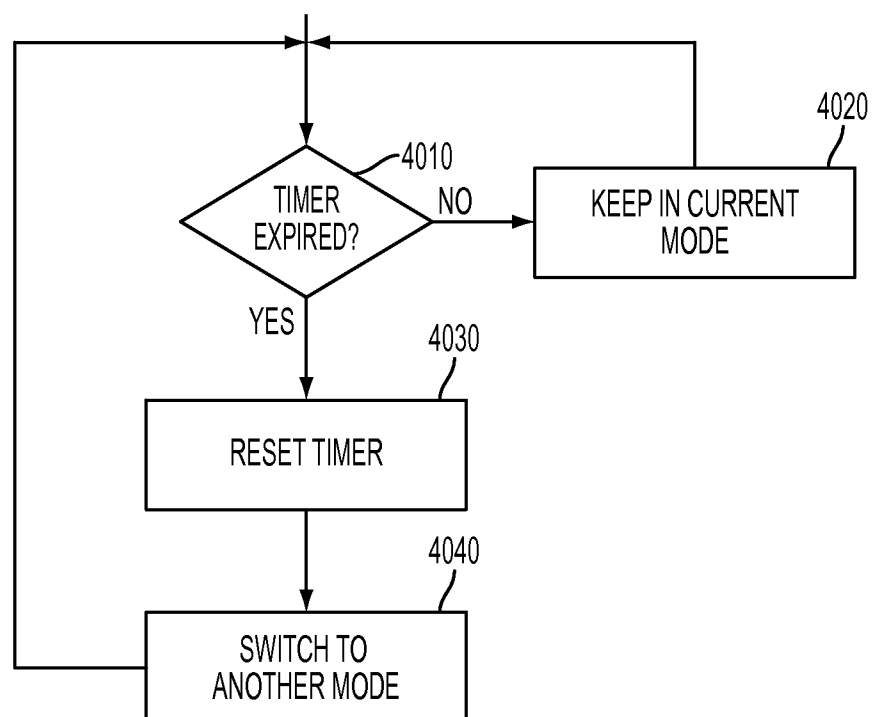 4010
TIMER
EXPIRED?
NO
4020
KEEP IN CURRENT
MODE
YES
4030
RESET TIMER
4040
SWITCH TO
ANOTHER MODE